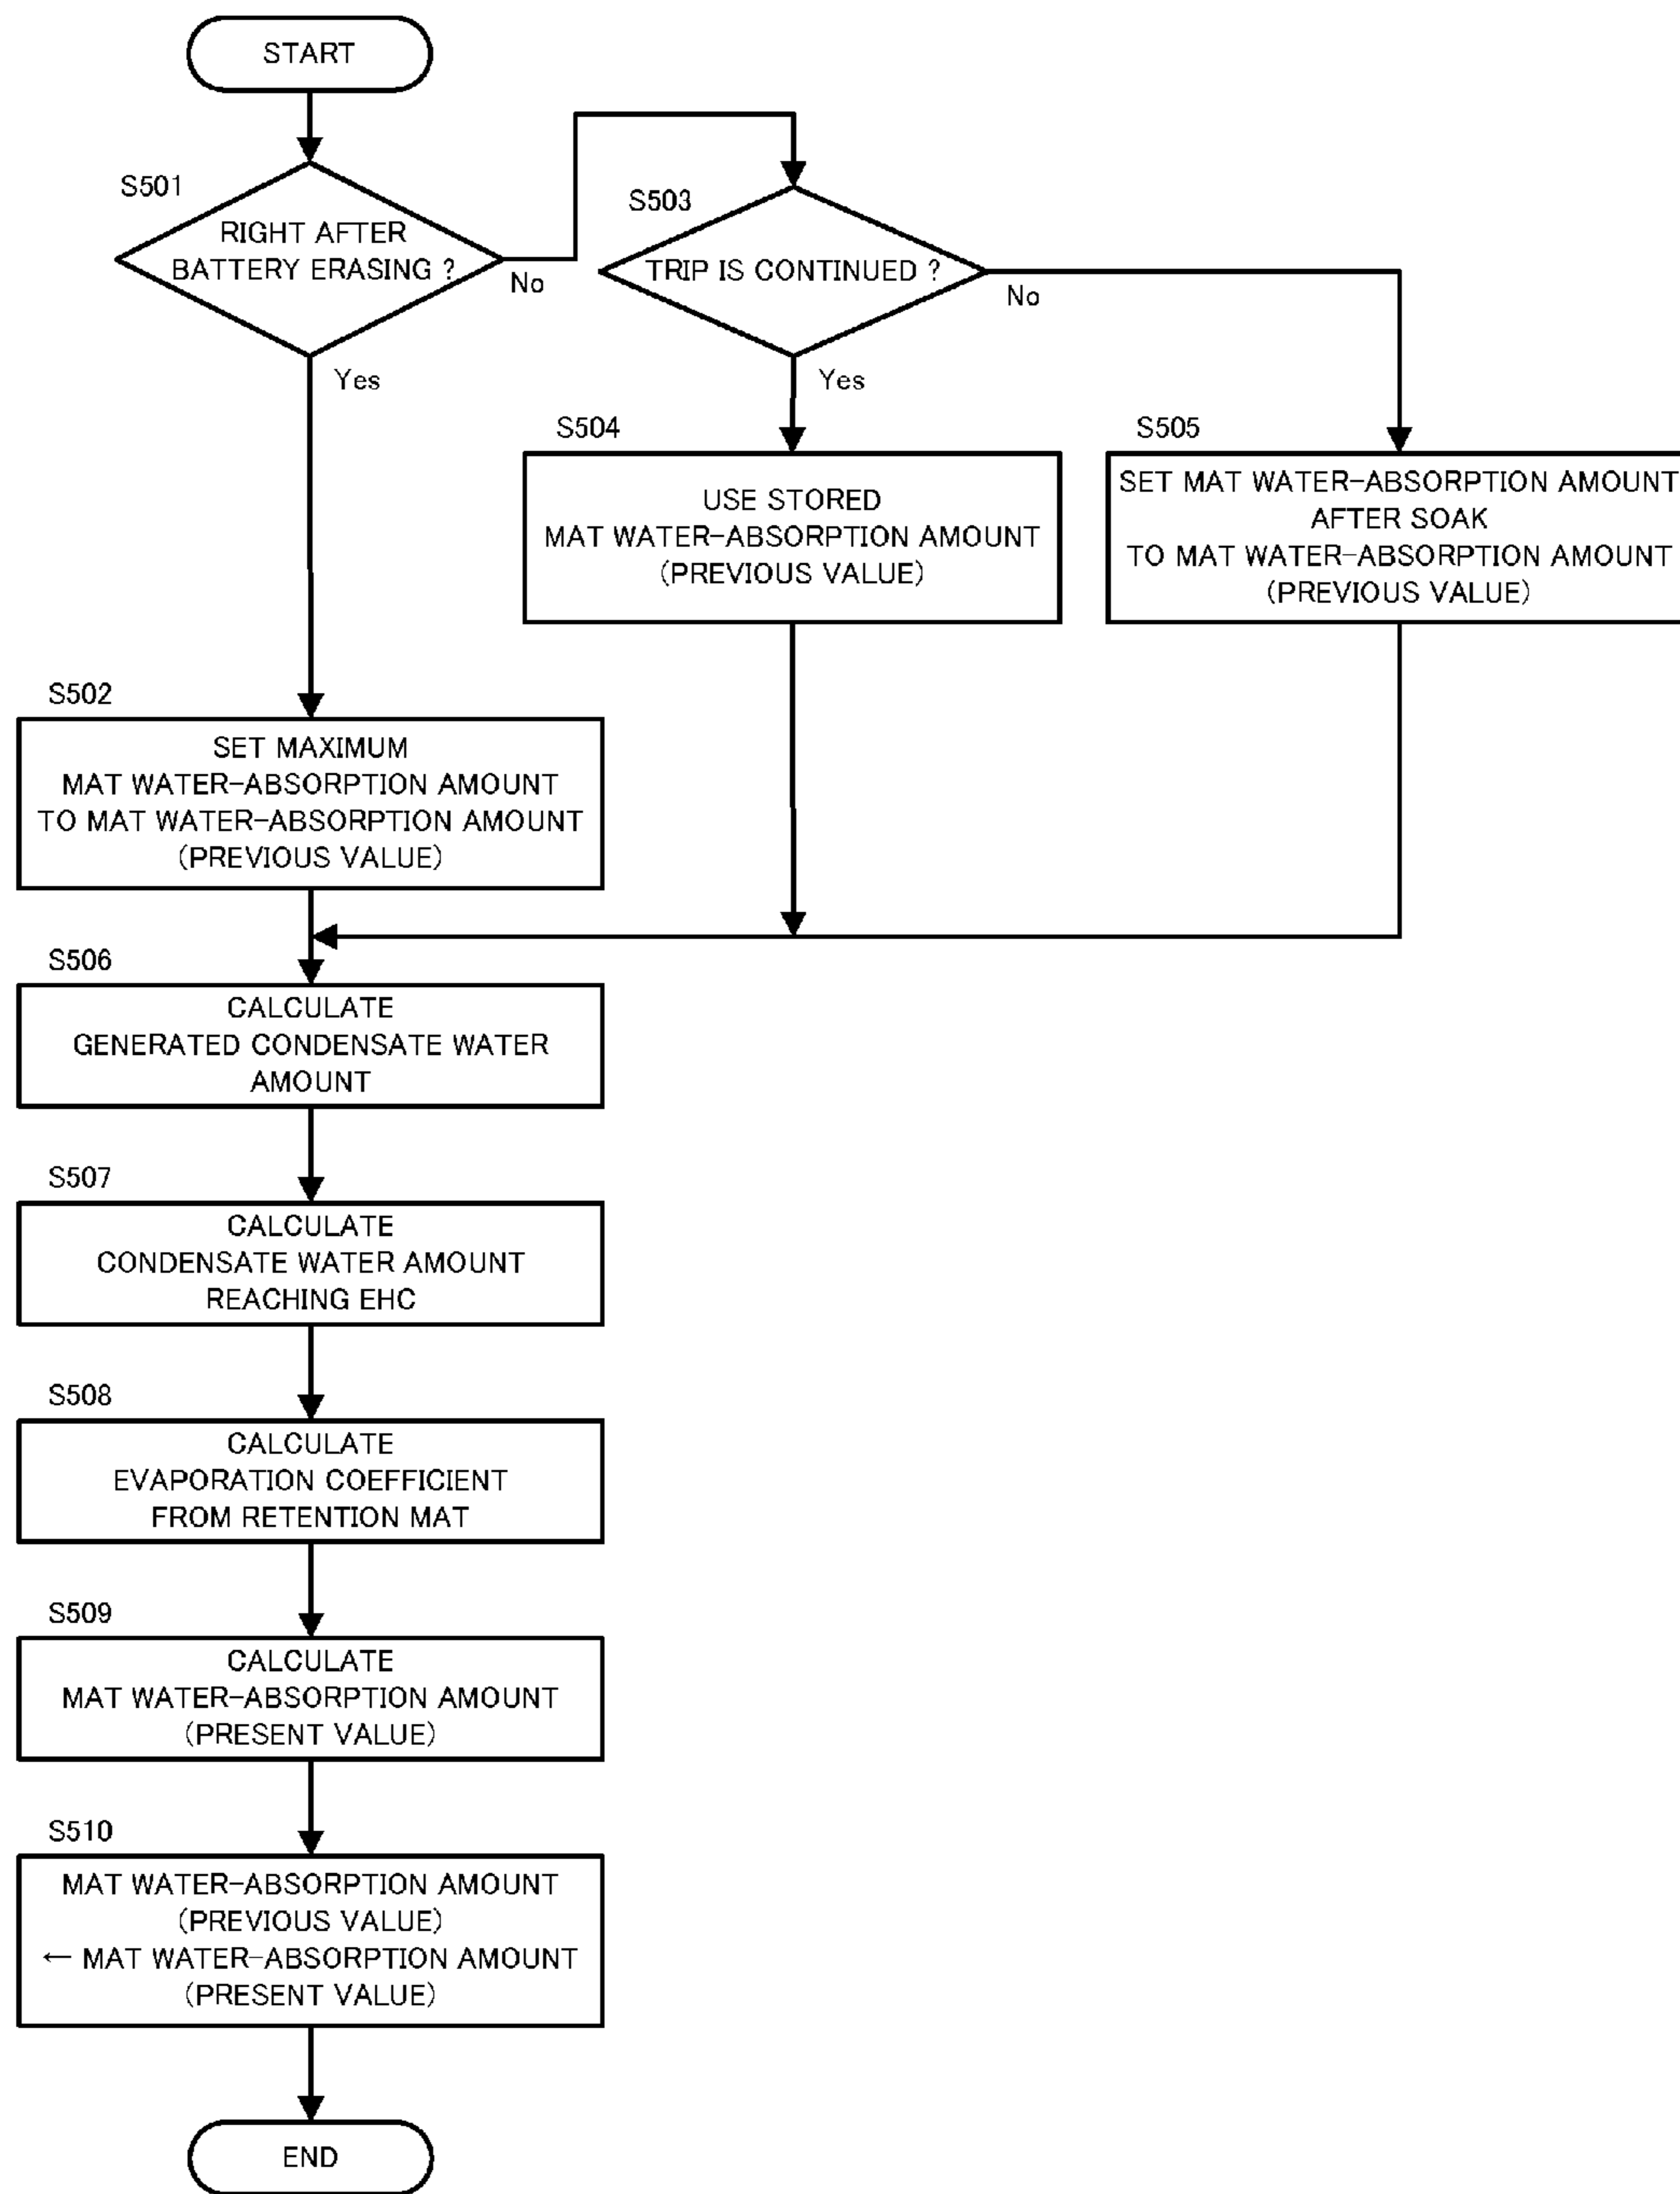 START
S501
RIGHT AFTER
BATTERY ERASING ?
No
Yes
S503
TRIP IS CONTINUED ?
No
Yes
S504
USE STORED
MAT WATER-ABSORPTION AMOUNT
(PREVIOUS VALUE)
S505
SET MAT WATER-ABSORPTION AMOUNT
AFTER SOAK
TO MAT WATER-ABSORPTION AMOUNT
(PREVIOUS VALUE)
S502
SET MAXIMUM
MAT WATER-ABSORPTION AMOUNT
TO MAT WATER-ABSORPTION AMOUNT
(PREVIOUS VALUE)
S506
CALCULATE
GENERATED CONDENSATE WATER
AMOUNT
S507
CALCULATE
CONDENSATE WATER AMOUNT
REACHING EHC
S508
CALCULATE
EVAPORATION COEFFICIENT
FROM RETENTION MAT
S509
CALCULATE
MAT WATER-ABSORPTION AMOUNT
(PRESENT VALUE)
S510
MAT WATER-ABSORPTION AMOUNT
(PREVIOUS VALUE)
← MAT WATER-ABSORPTION AMOUNT
(PRESENT VALUE)
END